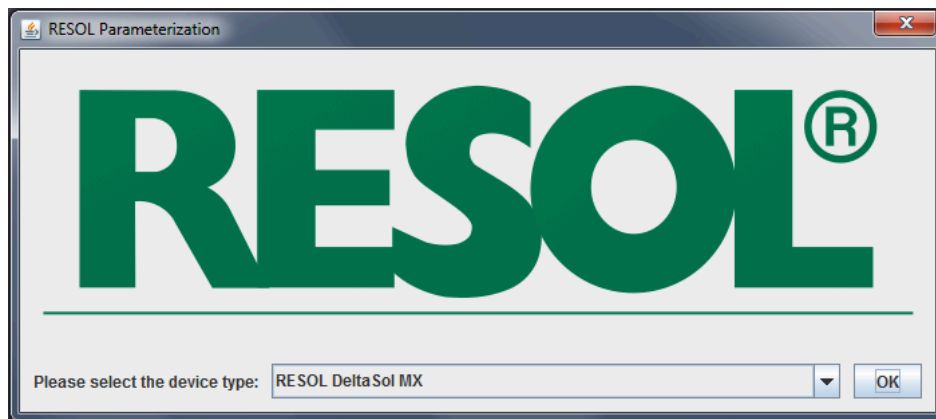 RESOL Parameterization
RESOL®
Please select the device type: RESOL DeltaSol MX OK